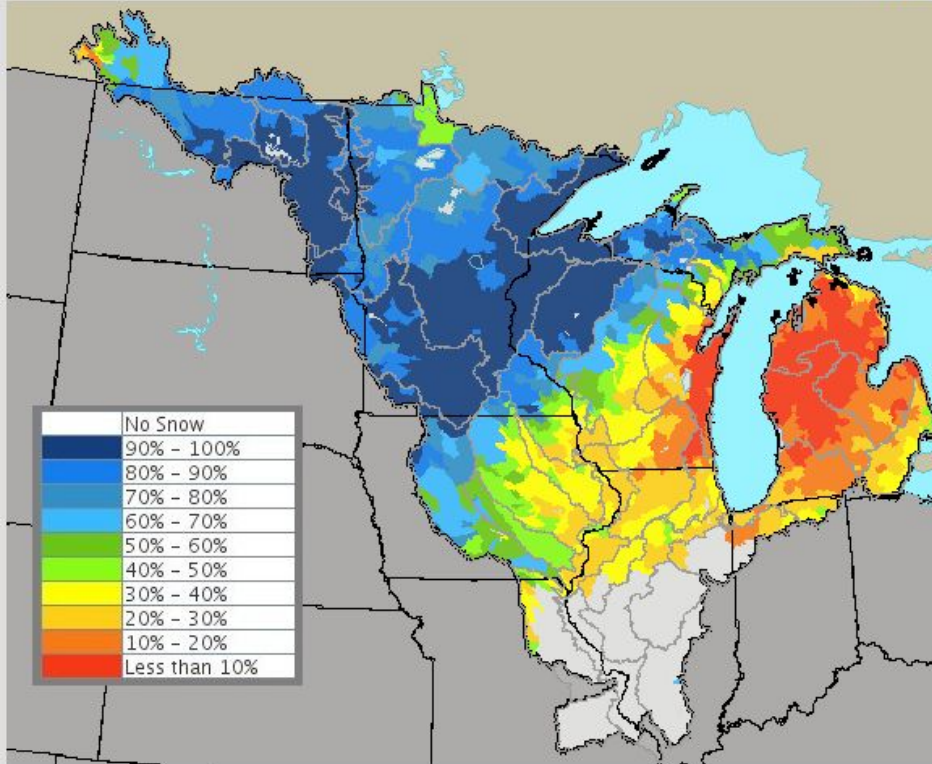 No Snow
90% - 100%
80% - 90%
70% - 80%
60% - 70%
50% - 60%
40% - 50%
30% - 40%
20% - 30%
10% - 20%
Less than 10%